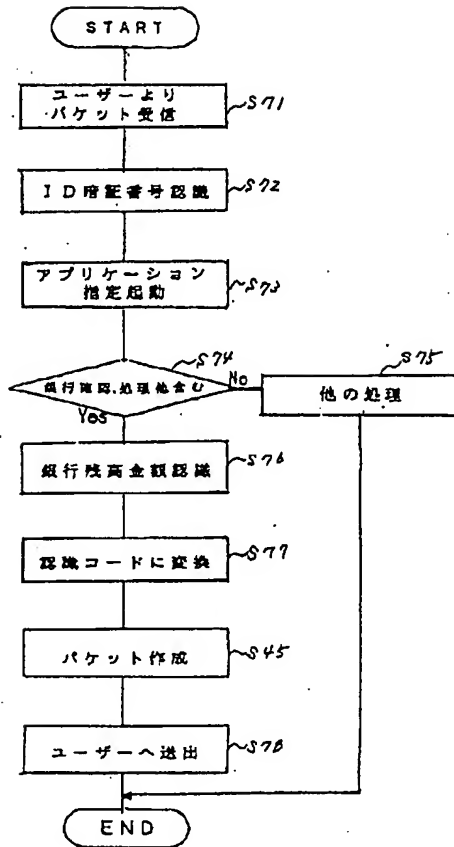 START
ユーザーより
パケット受信
S71
ID暗証番号認識
S72
アプリケーション
指定起動
S73
S74
銀行確認,処理他含む
No
S75
他の処理
Yes
銀行残高金額認識
S76
認識コードに変換
S77
パケット作成
S45
ユーザーへ送出
S78
END